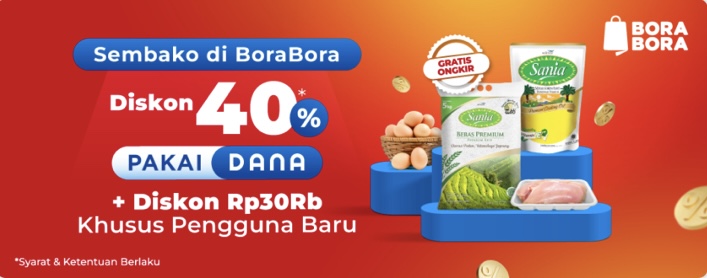 BORA
BORA
Sembako di BoraBora
Diskon 40%*
PAKAI DANA
+ Diskon Rp30Rb
Khusus Pengguna Baru
*Syarat & Ketentuan Berlaku
GRATIS
ONGKIR
Sania
Sania
BERAS PREMIUM
5kg